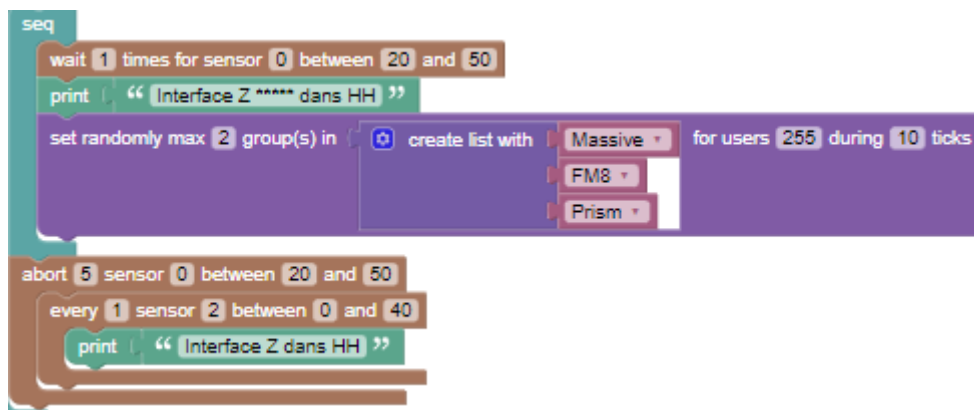 seq
wait 1 times for sensor 0 between 20 and 50
print “ Interface Z ***** dans HH ”
set randomly max 2 group(s) in create list with Massive for users 255 during 10 ticks
FM8
Prism
abort 5 sensor 0 between 20 and 50
every 1 sensor 2 between 0 and 40
print “ Interface Z dans HH ”